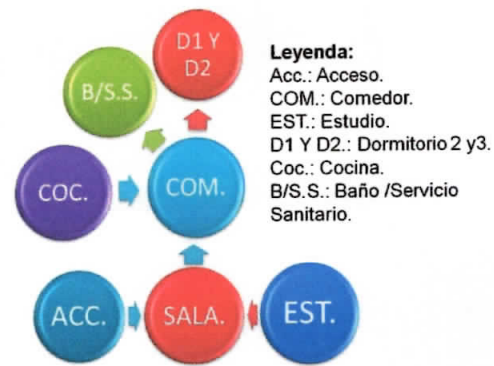 D1 Y
D2
B/S.S.
COC.
COM.
ACC.
SALA.
EST.
Leyenda:
Acc.: Acceso.
COM.: Comedor.
EST.: Estudio.
D1 Y D2.: Dormitorio 2 y3.
Coc.: Cocina.
B/S.S.: Baño /Servicio
Sanitario.